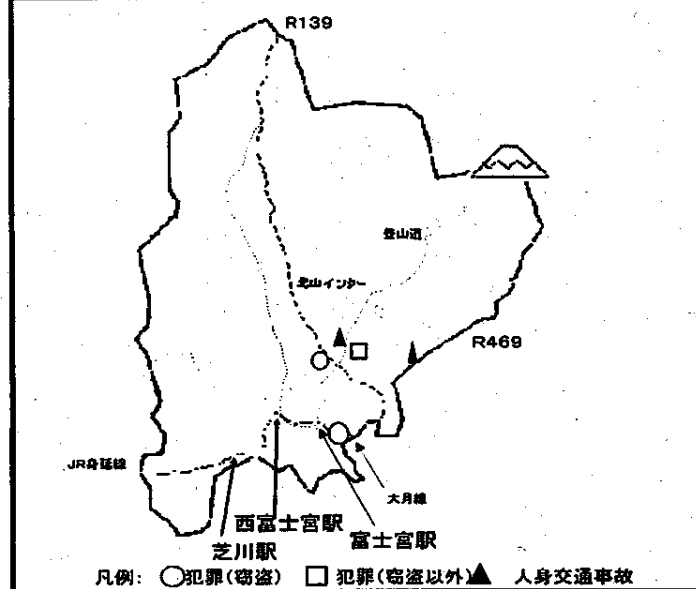 R139
登山道
北山インター
R469
JR身延線
大月線
西富士宮駅
富士宮駅
芝川駅
凡例: ○犯罪(窃盗) □ 犯罪(窃盗以外)▲ 人身交通事故